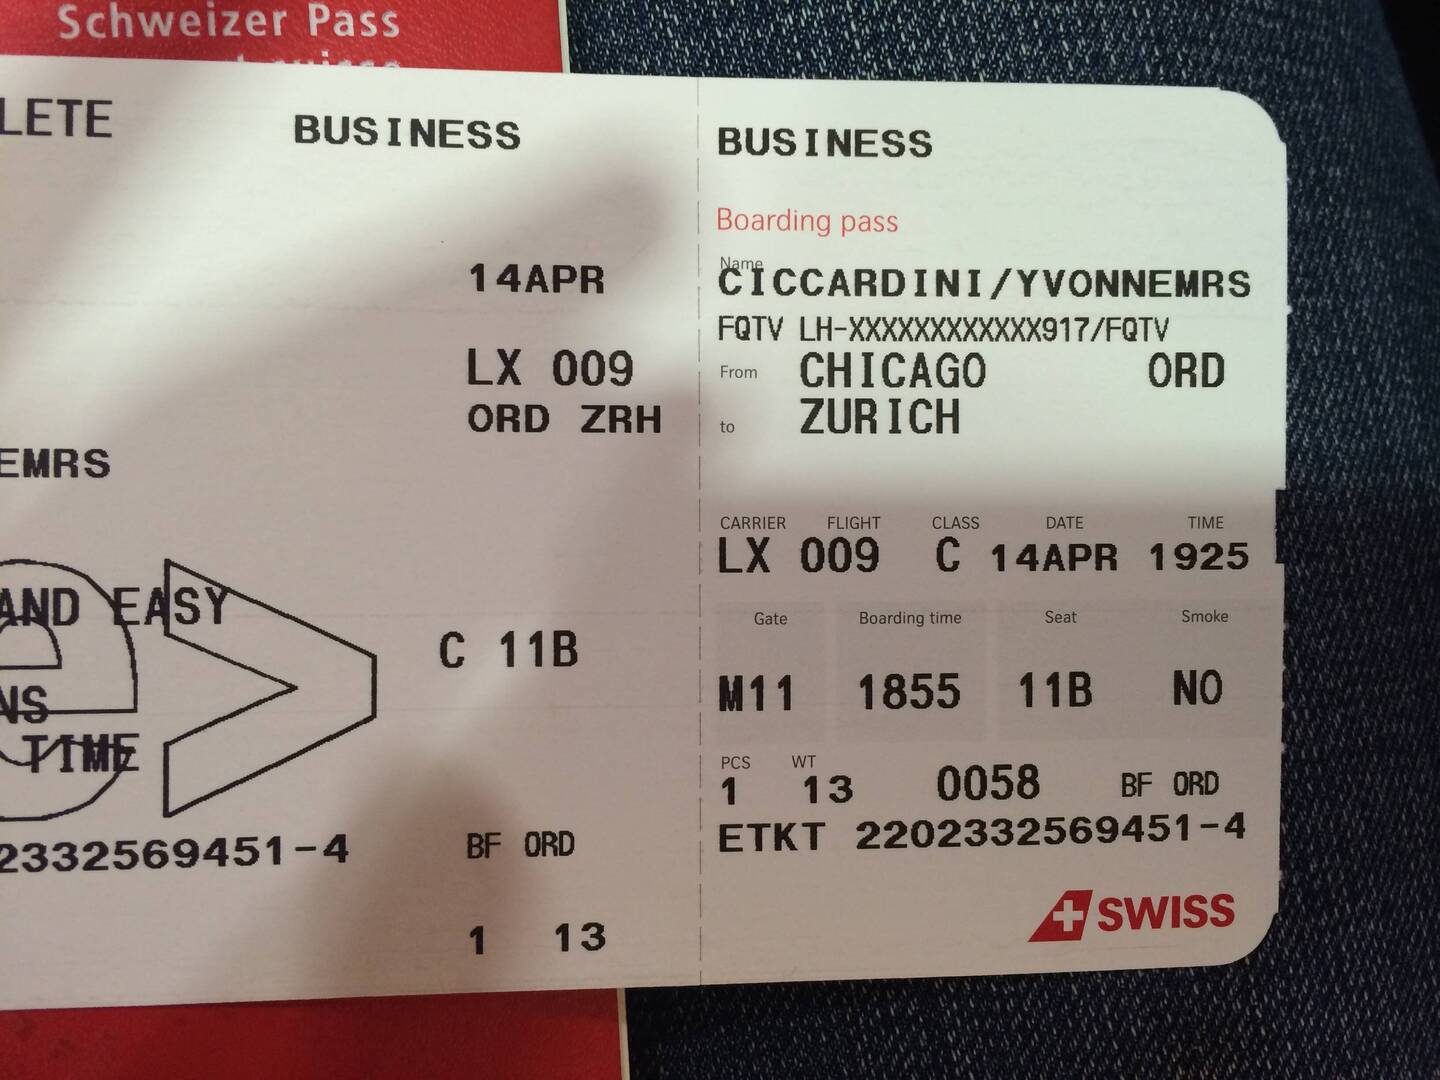 Schweizer Pass
LETE
BUSINESS
14APR
LX 009
ORD ZRH
EMRS
AND EASY
C 11B
NS
TIME
2332569451-4
BF ORD
1 13
BUSINESS
Boarding pass
Name
CICCARDINI/YVONNEMRS
FQTV LH-XXXXXXXXXXXX917/FQTV
From CHICAGO ORD
to ZURICH
CARRIER FLIGHT CLASS DATE TIME
LX 009 C 14APR 1925
Gate Boarding time Seat Smoke
M11 1855 11B NO
PCS WT
1 13 0058 BF ORD
ETKT 2202332569451-4
SWISS